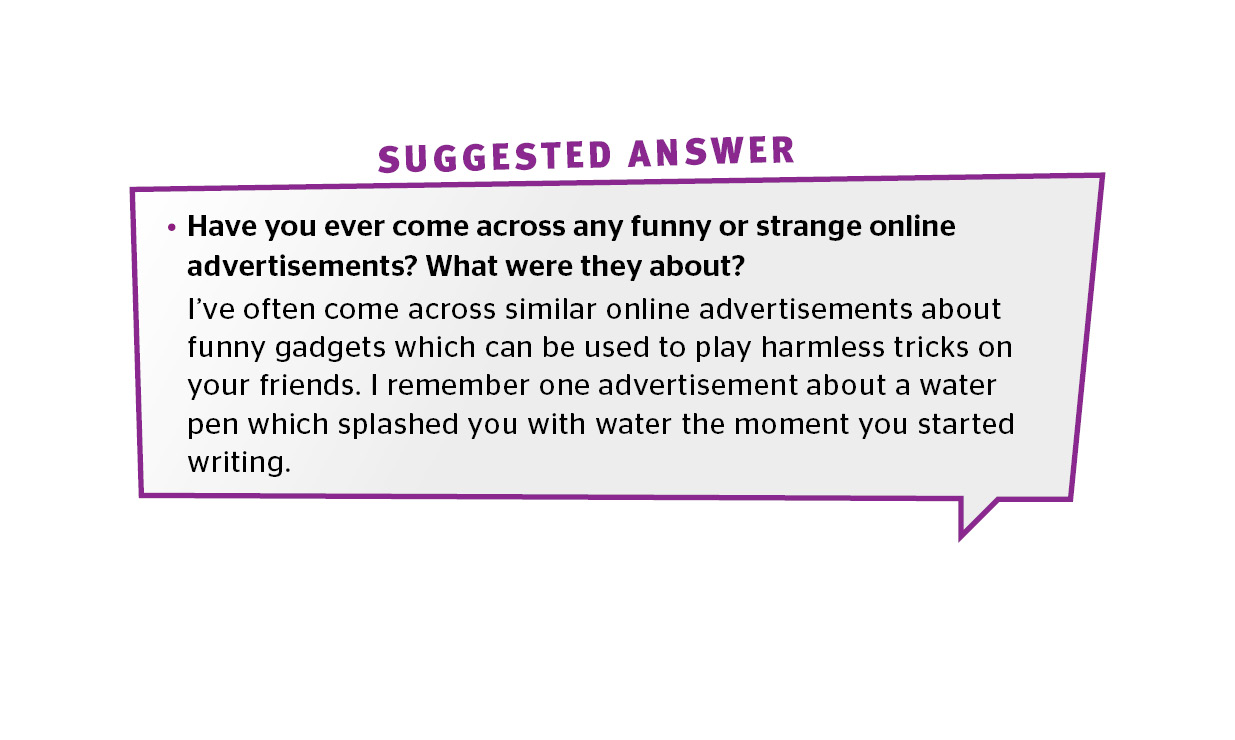 SUGGESTED ANSWER
• Have you ever come across any funny or strange online
advertisements? What were they about?
I’ve often come across similar online advertisements about
funny gadgets which can be used to play harmless tricks on
your friends. I remember one advertisement about a water
pen which splashed you with water the moment you started
writing.